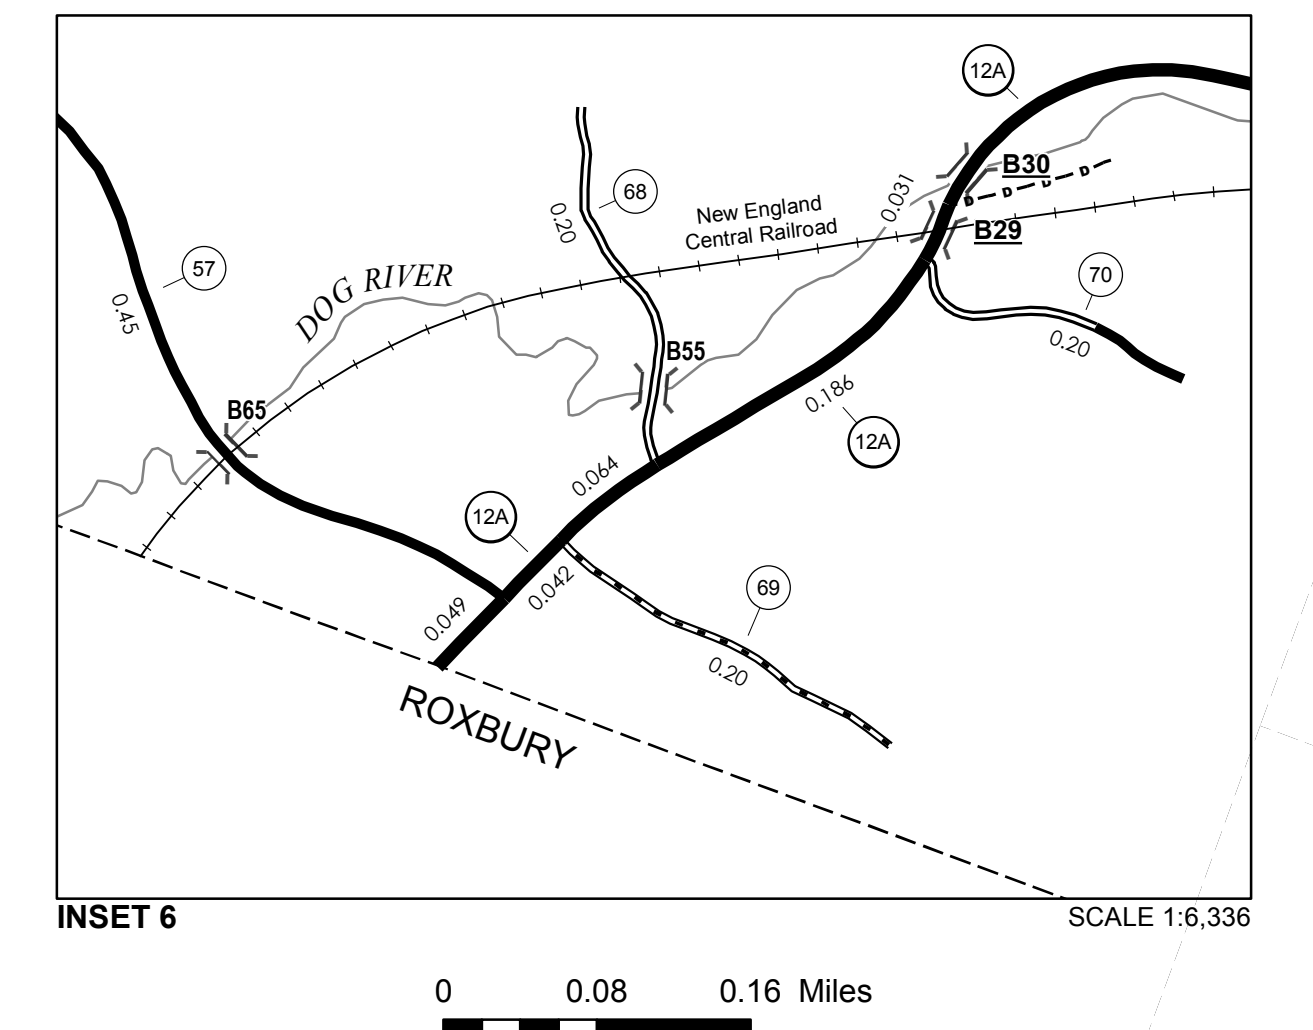 12A
B30
D
D
D
D
B29
0.031
68
0.20
New England
Central Railroad
57
0.45
DOG RIVER
70
0.20
B55
B65
0.186
12A
0.064
12A
0.042
0.049
69
0.20
ROXBURY
INSET 6
SCALE 1:6,336
0 0.08 0.16 Miles